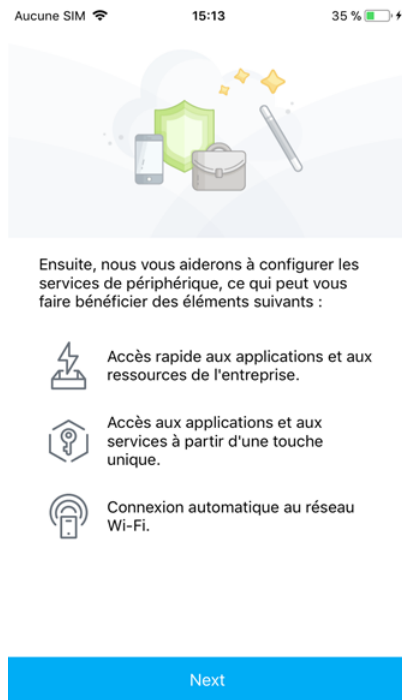 Aucune SIM 15:13 35 %
Ensuite, nous vous aiderons à configurer les
services de périphérique, ce qui peut vous
faire bénéficier des éléments suivants :
Accès rapide aux applications et aux
ressources de l'entreprise.
Accès aux applications et aux
services à partir d'une touche
unique.
Connexion automatique au réseau
Wi-Fi.
Next